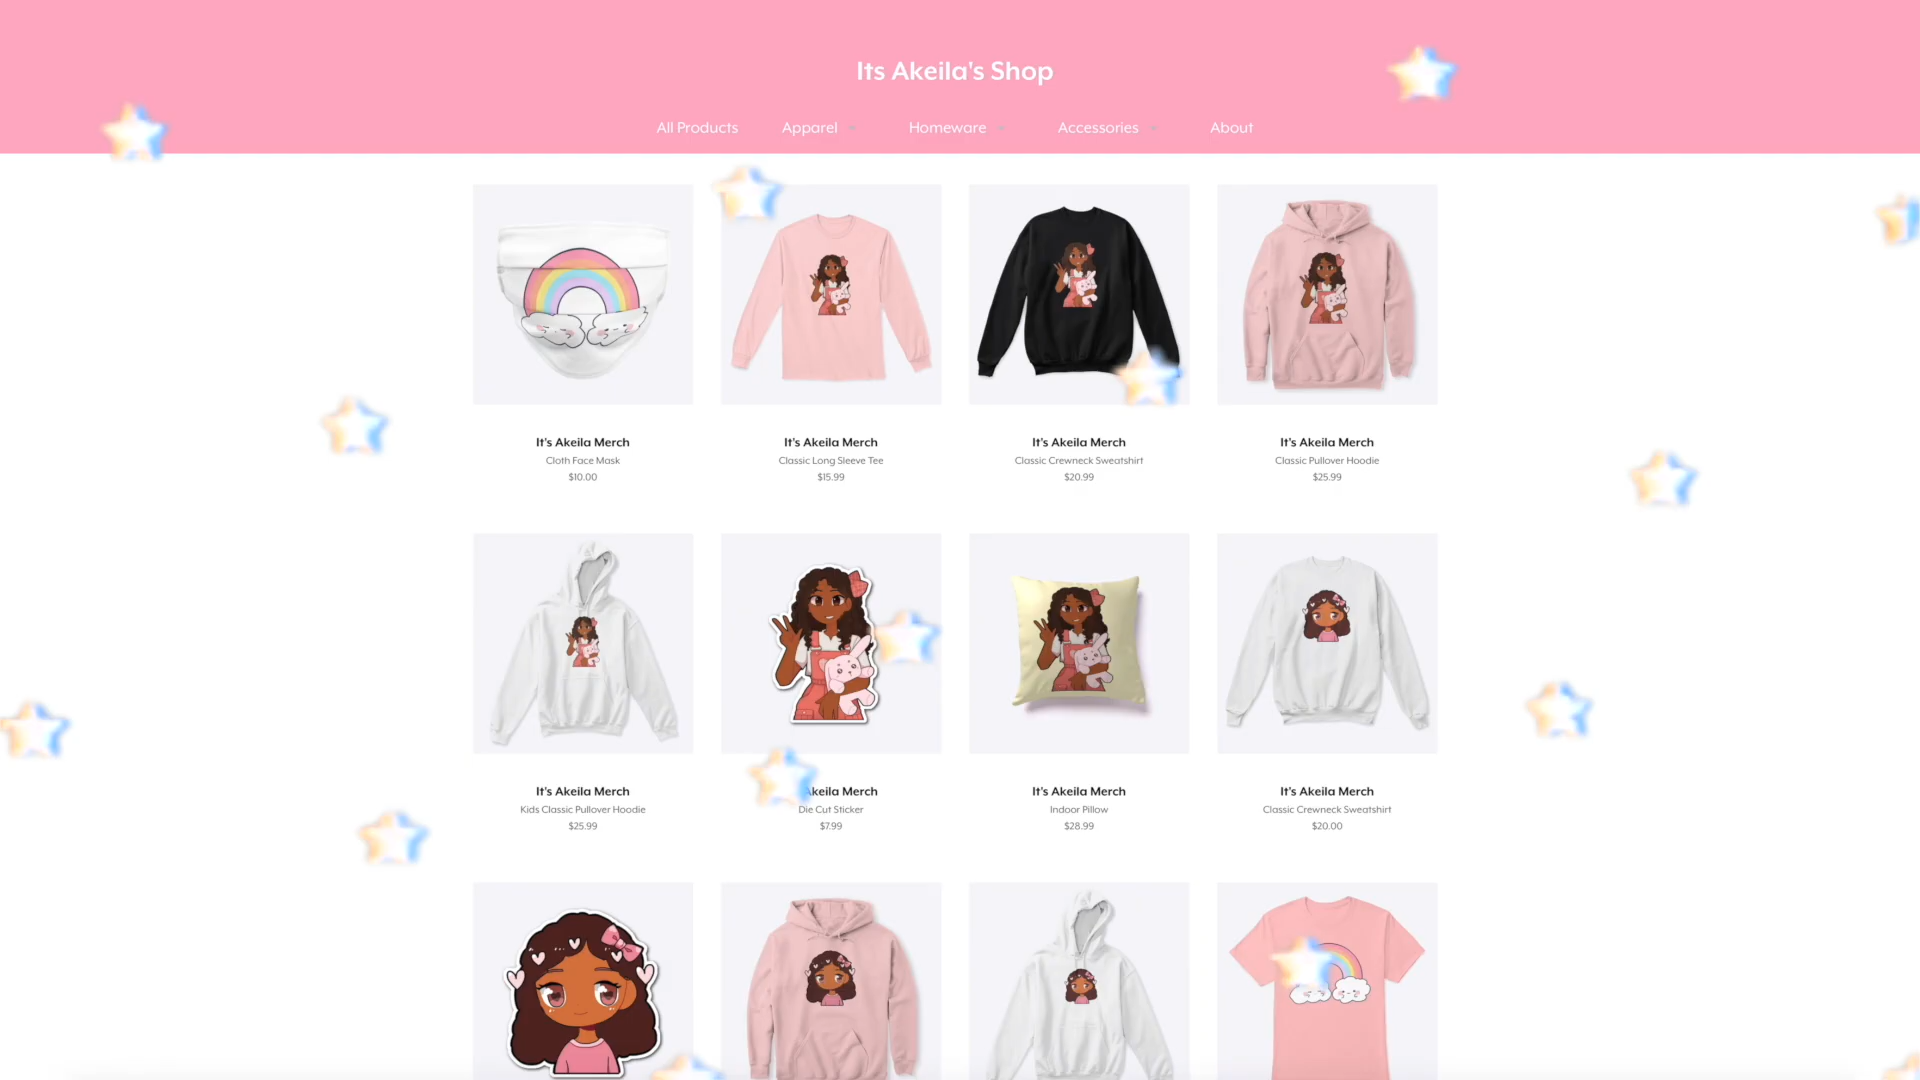 Its Akeila's Shop
All Products Apparel Homeware Accessories About
It's Akeila Merch
Cloth Face Mask
$10.00
It's Akeila Merch
Classic Long Sleeve Tee
$15.99
It's Akeila Merch
Classic Crewneck Sweatshirt
$20.99
It's Akeila Merch
Classic Pullover Hoodie
$25.99
It's Akeila Merch
Kids Classic Pullover Hoodie
$25.99
Akeila Merch
Die Cut Sticker
$7.99
It's Akeila Merch
Indoor Pillow
$28.99
It's Akeila Merch
Classic Crewneck Sweatshirt
$20.00